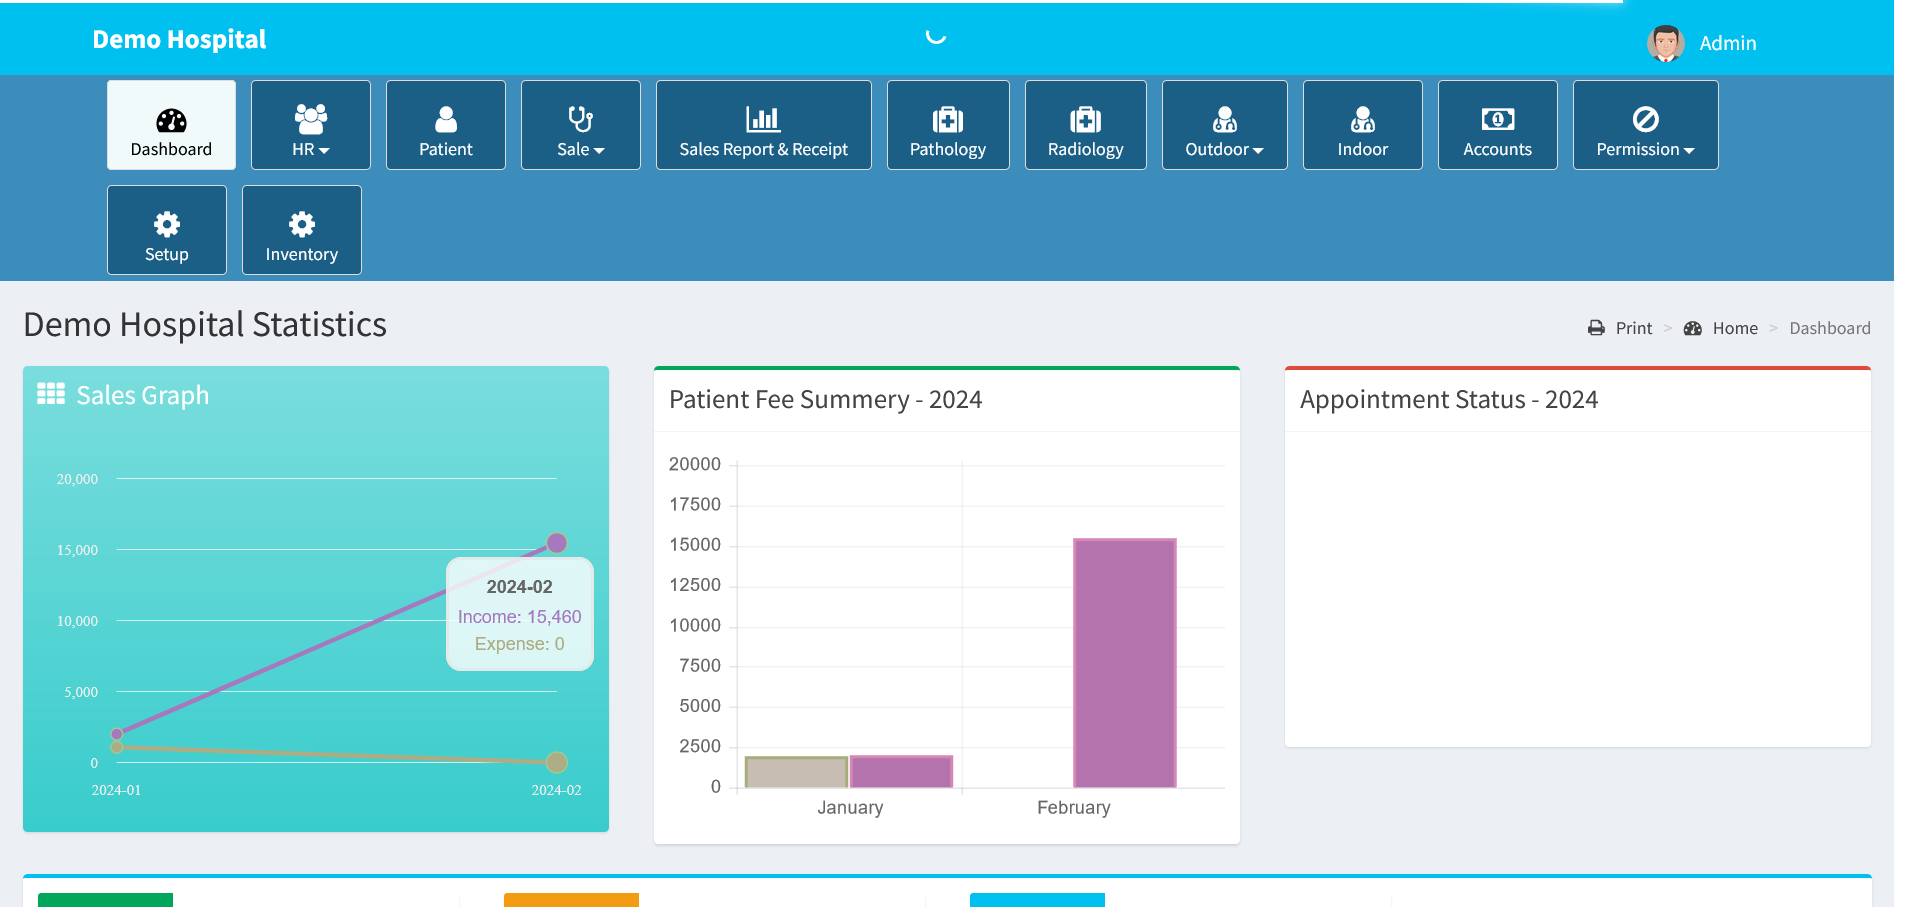 Demo Hospital
Admin
Dashboard
HR
Patient
Sale
Sales Report & Receipt
Pathology
Radiology
Outdoor
Indoor
Accounts
Permission
Setup
Inventory
Demo Hospital Statistics
Print > Home > Dashboard
Sales Graph
20,000
15,000
10,000
5,000
0
2024-01
2024-02
2024-02
Income: 15,460
Expense: 0
Patient Fee Summery - 2024
20000
17500
15000
12500
10000
7500
5000
2500
0
January
February
Appointment Status - 2024